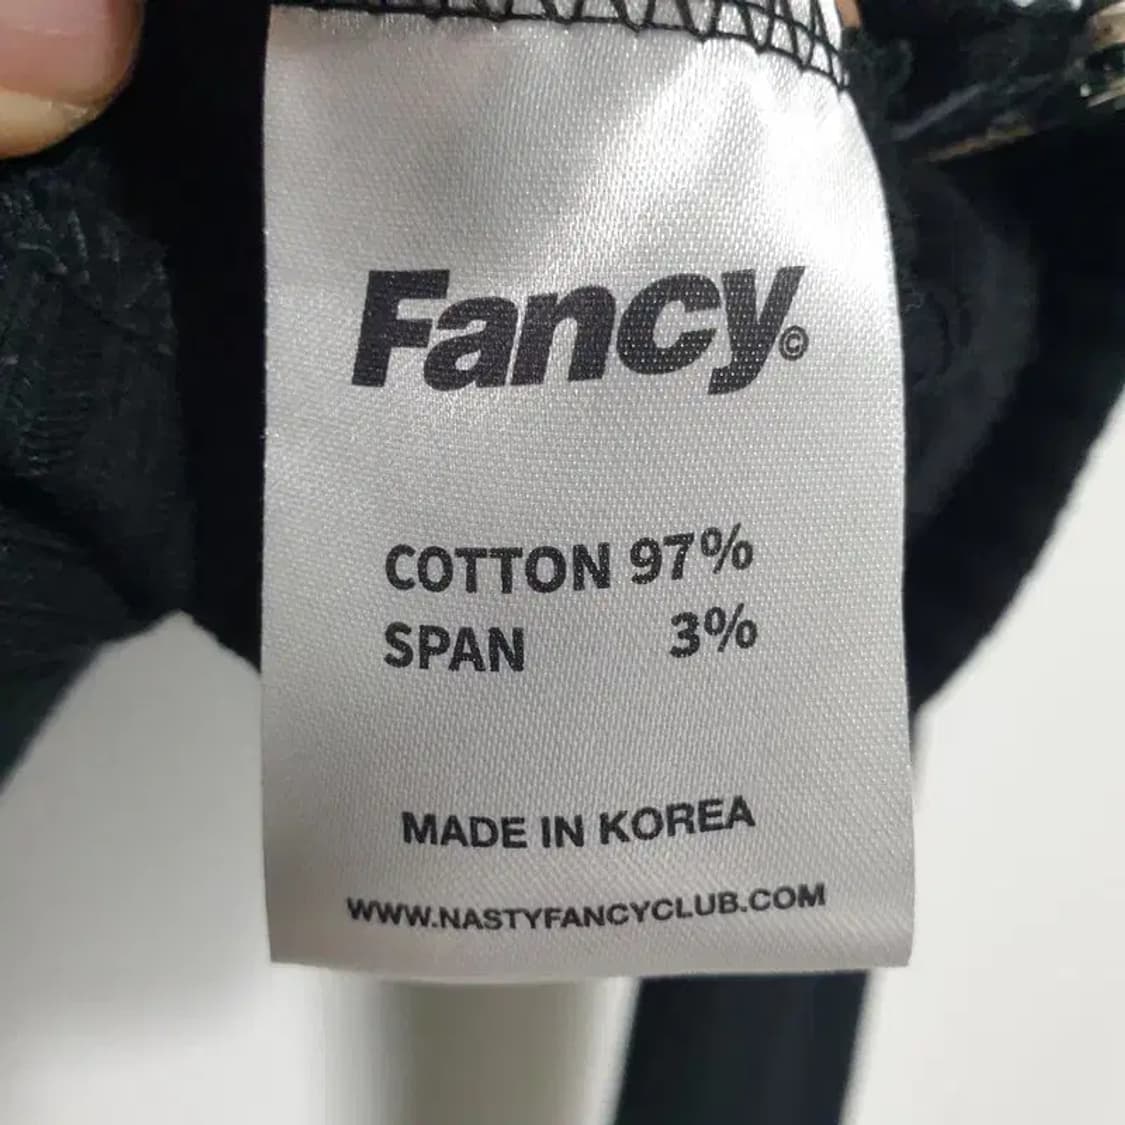 Fancy©
COTTON 97%
SPAN 3%
MADE IN KOREA
WWW.NASTYFANCYCLUB.COM